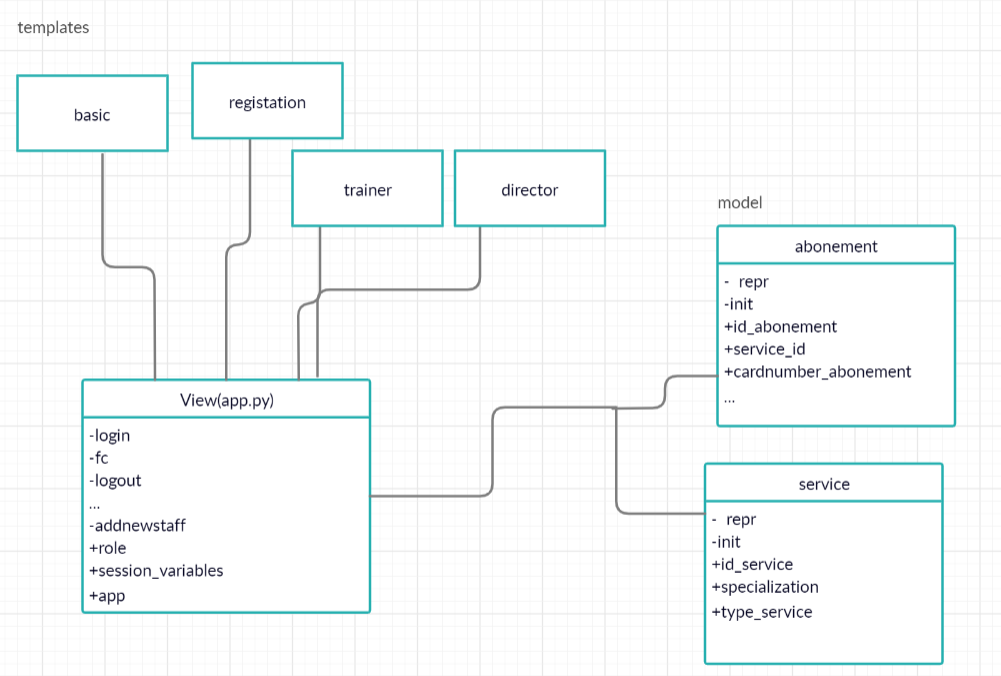 templates
basic
registation
trainer
director
model
abonement
-  repr
-init
+id_abonement
+service_id
+cardnumber_abonement
...
View(app.py)
-login
-fc
-logout
...
-addnewstaff
+role
+session_variables
+app
service
-  repr
-init
+id_service
+specialization
+type_service